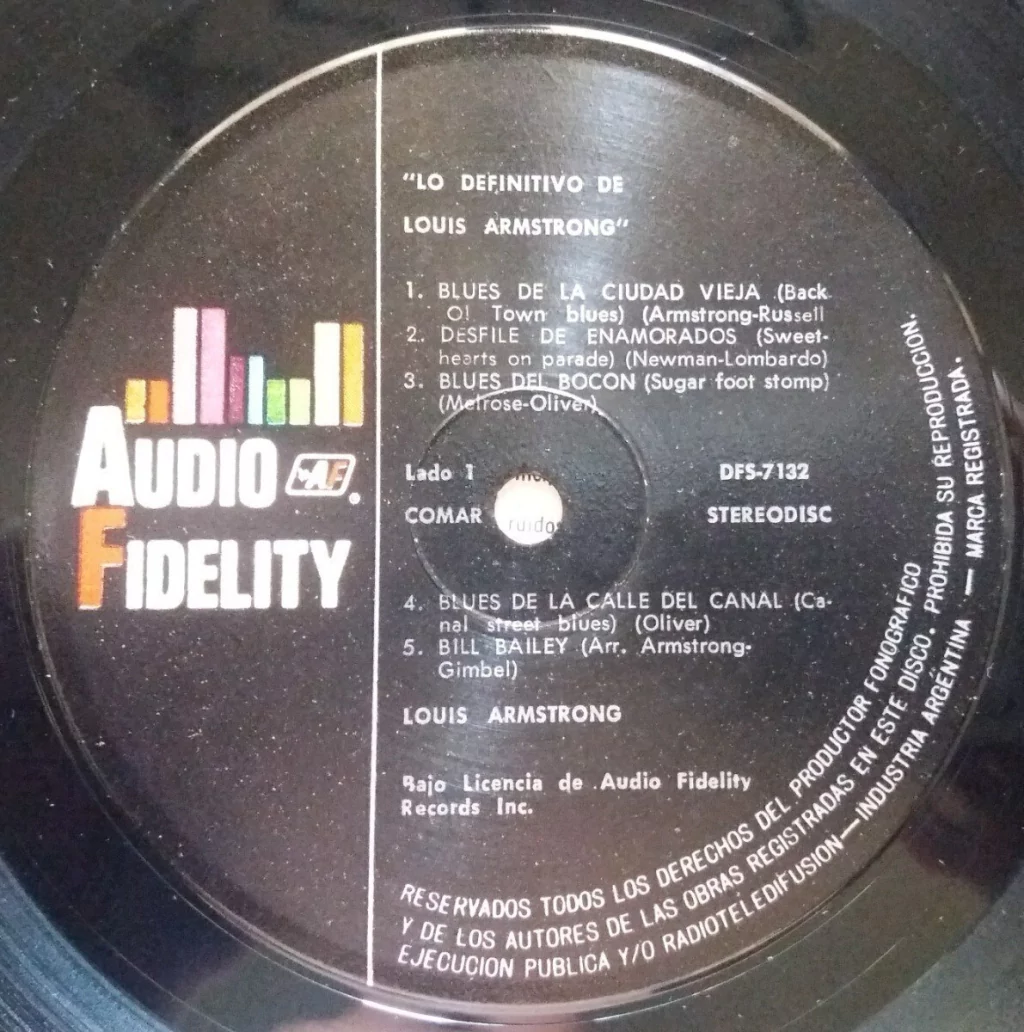 "LO DEFINITIVO DE
LOUIS ARMSTRONG"
1. BLUES DE LA CIUDAD VIEJA (Back
O! Town blues) (Armstrong-Russell
2. DESFILE DE ENAMORADOS (Sweet-
hearts on parade) (Newman-Lombardo)
3. BLUES DEL BOCON (Sugar foot stomp)
(Melrose-Oliver)
AUDIO AF
FIDELITY
Lado 1 DFS-7132
COMAR STEREODISC
ruidos
4. BLUES DE LA CALLE DEL CANAL (Ca-
nal street blues) (Oliver)
5. BILL BAILEY (Arr. Armstrong-
Gimbel)
LOUIS ARMSTRONG
Bajo Licencia de Audio Fidelity
Records Inc.
RESERVADOS TODOS LOS DERECHOS DEL PRODUCTOR FONOGRAFICO
Y DE LOS AUTORES DE LAS OBRAS REGISTRADAS EN ESTE DISCO. PROHIBIDA SU REPRODUCCION.
EJECUCION PUBLICA Y/O RADIOTELEDIFUSION—INDUSTRIA ARGENTINA — MARCA REGISTRADA.